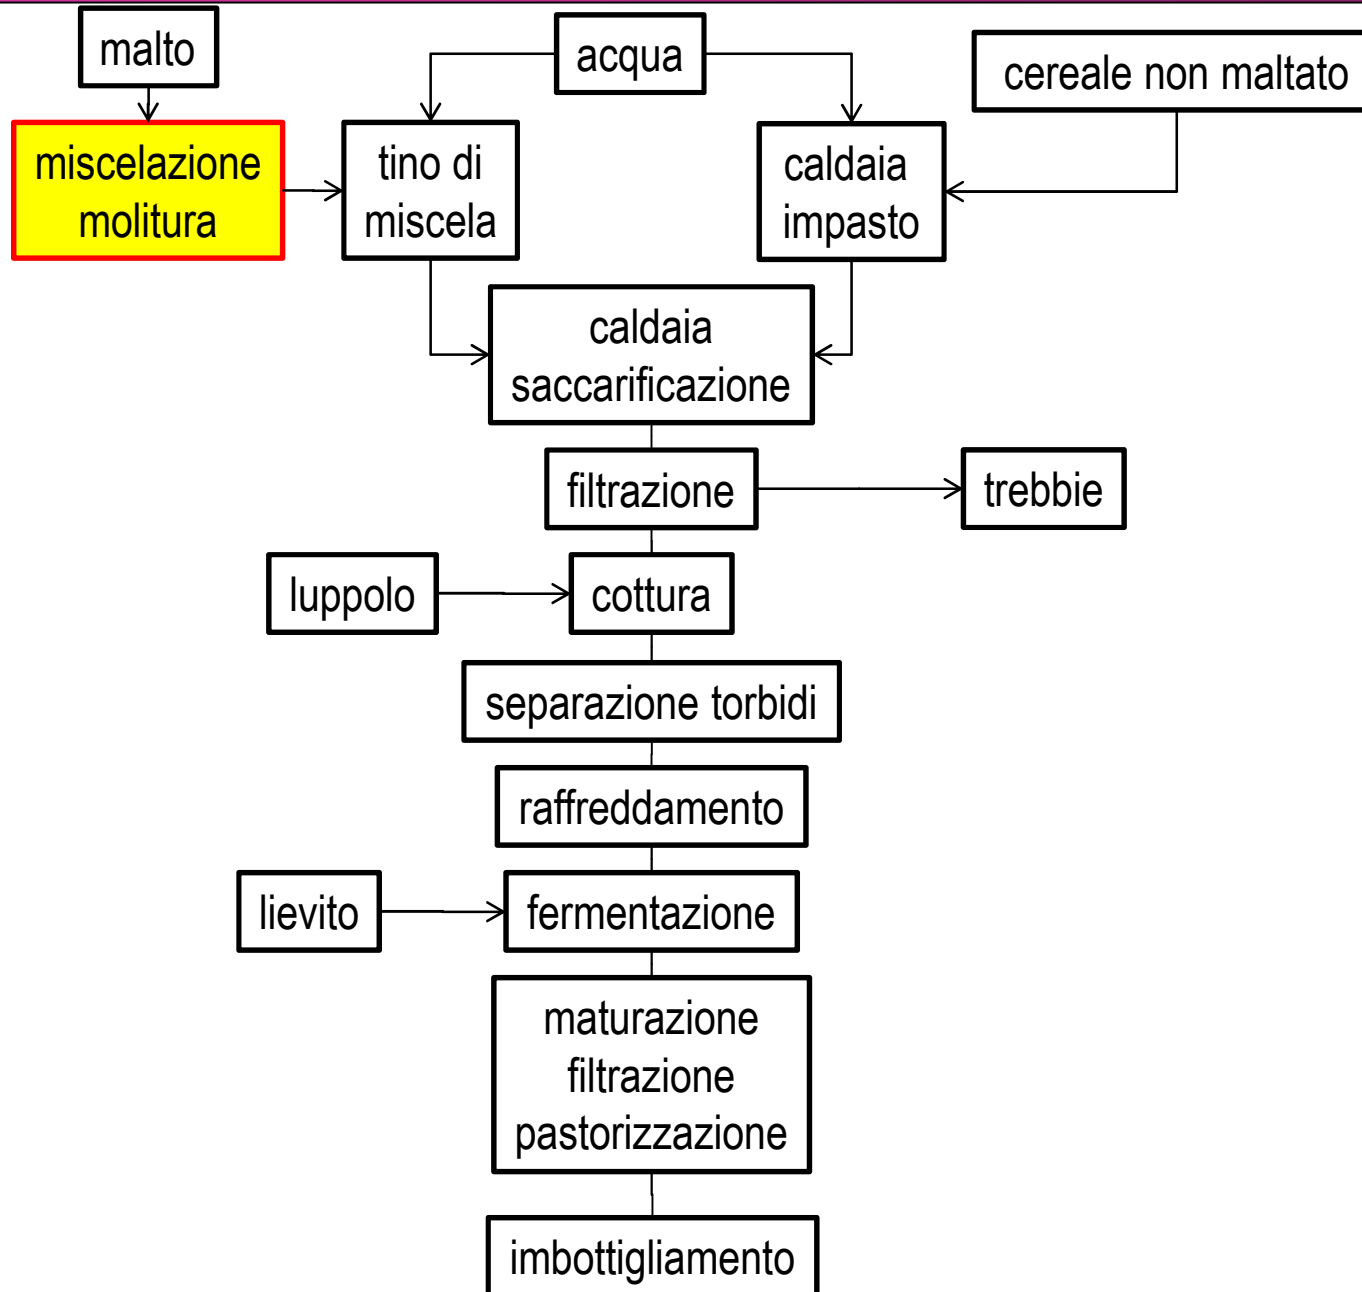 malto
acqua
cereale non maltato
miscelazione
molitura
tino di
miscela
caldaia
impasto
caldaia
saccarificazione
filtrazione
trebbie
luppolo
cottura
separazione torbidi
raffreddamento
lievito
fermentazione
maturazione
filtrazione
pastorizzazione
imbottigliamento